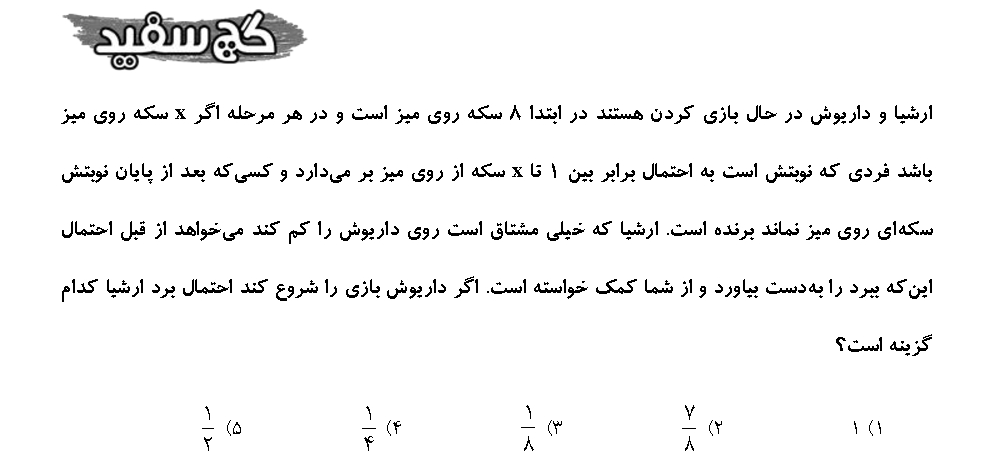 گچ سفید
ارشیا و داریوش در حال بازی کردن هستند در ابتدا ۸ سکه روی میز است و در هر مرحله اگر x سکه روی میز
باشد فردی که نوبتش است به احتمال برابر بین ۱ تا x سکه از روی میز بر می‌دارد و کسی‌که بعد از پایان نوبتش
سکه‌ای روی میز نماند برنده است. ارشیا که خیلی مشتاق است روی داریوش را کم کند می‌خواهد از قبل احتمال
این‌که ببرد را به‌دست بیاورد و از شما کمک خواسته است. اگر داریوش بازی را شروع کند احتمال برد ارشیا کدام
گزینه است؟
۱) ۱ ۲) ۷/۸ ۳) ۱/۸ ۴) ۱/۴ ۵) ۱/۲